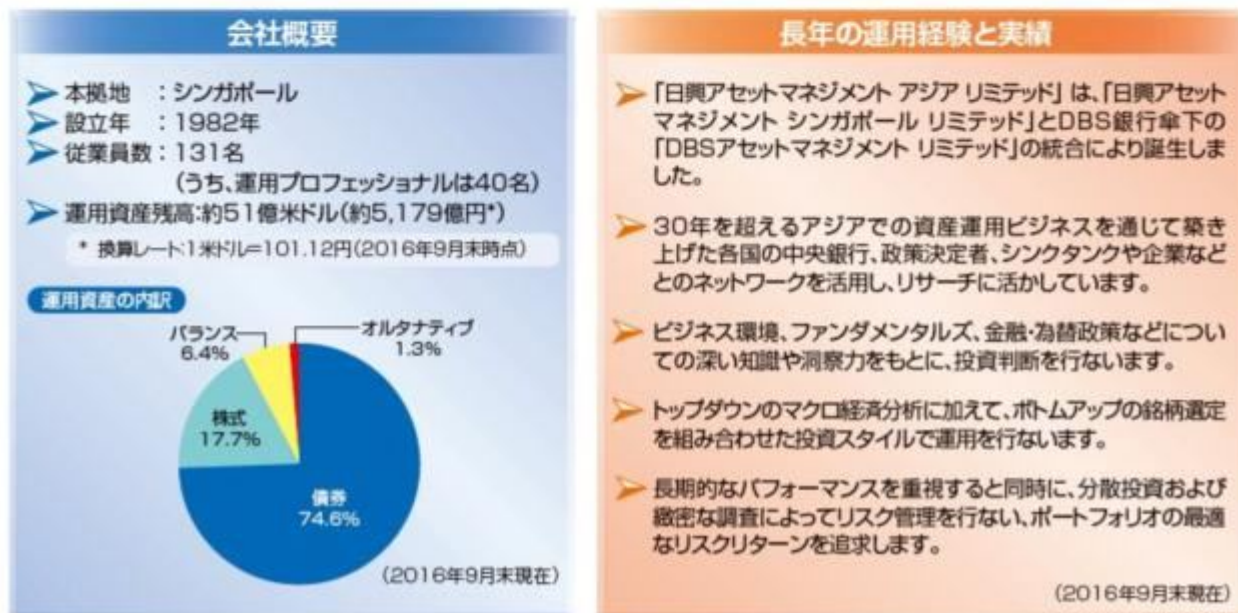 会社概要
本拠地 :シンガポール
設立年 :1982年
従業員数:131名
(うち、運用プロフェッショナルは40名)
運用資産残高:約51億米ドル(約5,179億円*)
* 換算レート:1米ドル=101.12円(2016年9月末時点)
運用資産の内訳
バランス
6.4%
オルタナティブ
1.3%
株式
17.7%
債券
74.6%
(2016年9月末現在)
長年の運用経験と実績
「日興アセットマネジメント アジア リミテッド」は、「日興アセット
マネジメント シンガポール リミテッド」とDBS銀行傘下の
「DBSアセットマネジメント リミテッド」の統合により誕生しま
した。
30年を超えるアジアでの資産運用ビジネスを通じて築き
上げた各国の中央銀行、政策決定者、シンクタンクや企業など
とのネットワークを活用し、リサーチに活かしています。
ビジネス環境、ファンダメンタルズ、金融・為替政策などについ
ての深い知識や洞察力をもとに、投資判断を行ないます。
トップダウンのマクロ経済分析に加えて、ボトムアップの銘柄選定
を組み合わせた投資スタイルで運用を行ないます。
長期的なパフォーマンスを重視すると同時に、分散投資および
緻密な調査によってリスク管理を行ない、ポートフォリオの最適
なリスクリターンを追求します。
(2016年9月末現在)